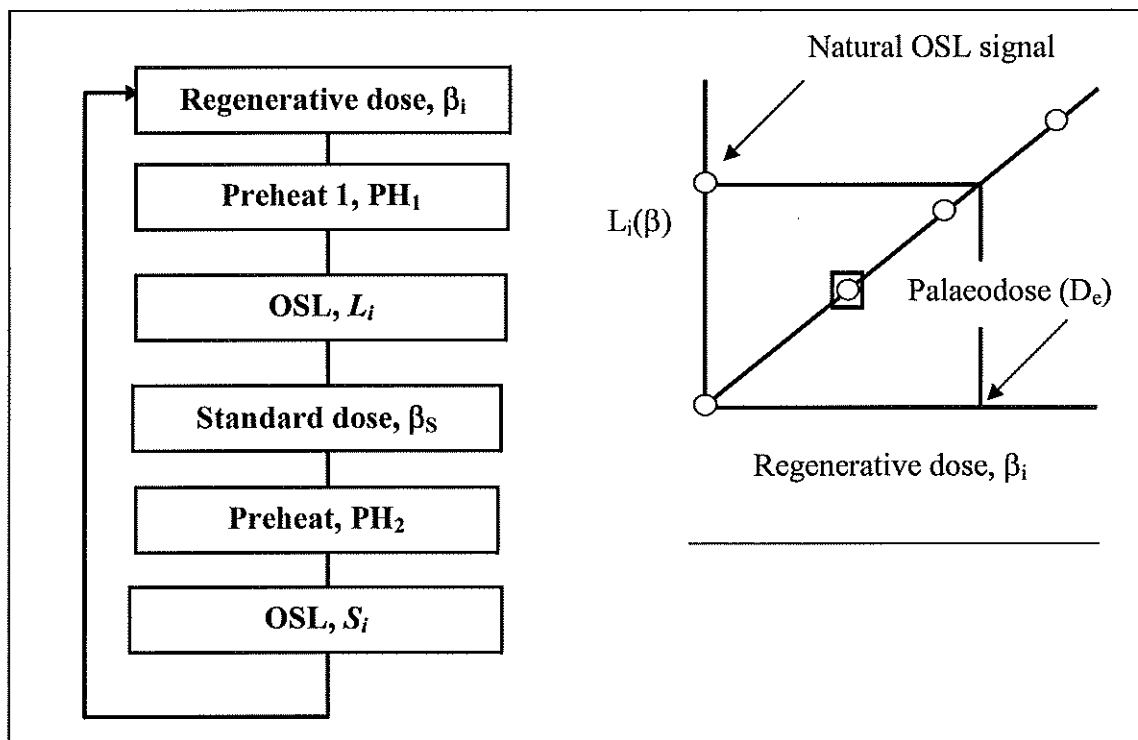 Regenerative dose, βᵢ
Preheat 1, PH₁
OSL, Lᵢ
Standard dose, β_S
Preheat, PH₂
OSL, Sᵢ
Natural OSL signal
Lᵢ(β)
Palaeodose (Dₑ)
Regenerative dose, βᵢ